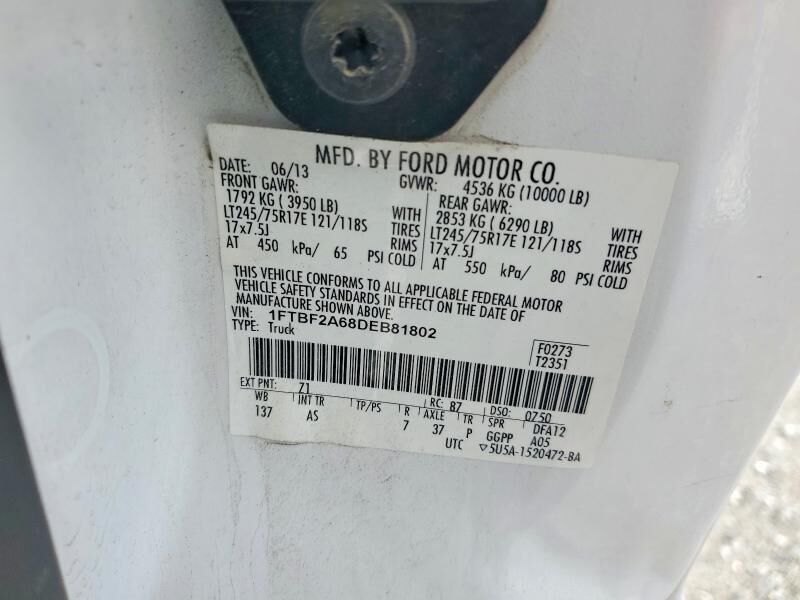 MFD. BY FORD MOTOR CO.
DATE: 06/13 GVWR: 4536 KG (10000 LB)
FRONT GAWR: REAR GAWR:
1792 KG ( 3950 LB) WITH 2853 KG ( 6290 LB) WITH
LT245/75R17E 121/118S TIRES LT245/75R17E 121/118S TIRES
17x7.5J RIMS 17x7.5J RIMS
AT 450 kPa/ 65 PSI COLD AT 550 kPa/ 80 PSI COLD
THIS VEHICLE CONFORMS TO ALL APPLICABLE FEDERAL MOTOR
VEHICLE SAFETY STANDARDS IN EFFECT ON THE DATE OF
MANUFACTURE SHOWN ABOVE.
VIN: 1FTBF2A68DEB81802
TYPE: Truck
F0273
T2351
EXT PNT: Z1 RC: B7 DSO: 0750
WB INT TR TP/PS R AXLE TR SPR DFA12
137 AS 7 37 P GGPP A05
UTC ▽5U5A-1520472-BA